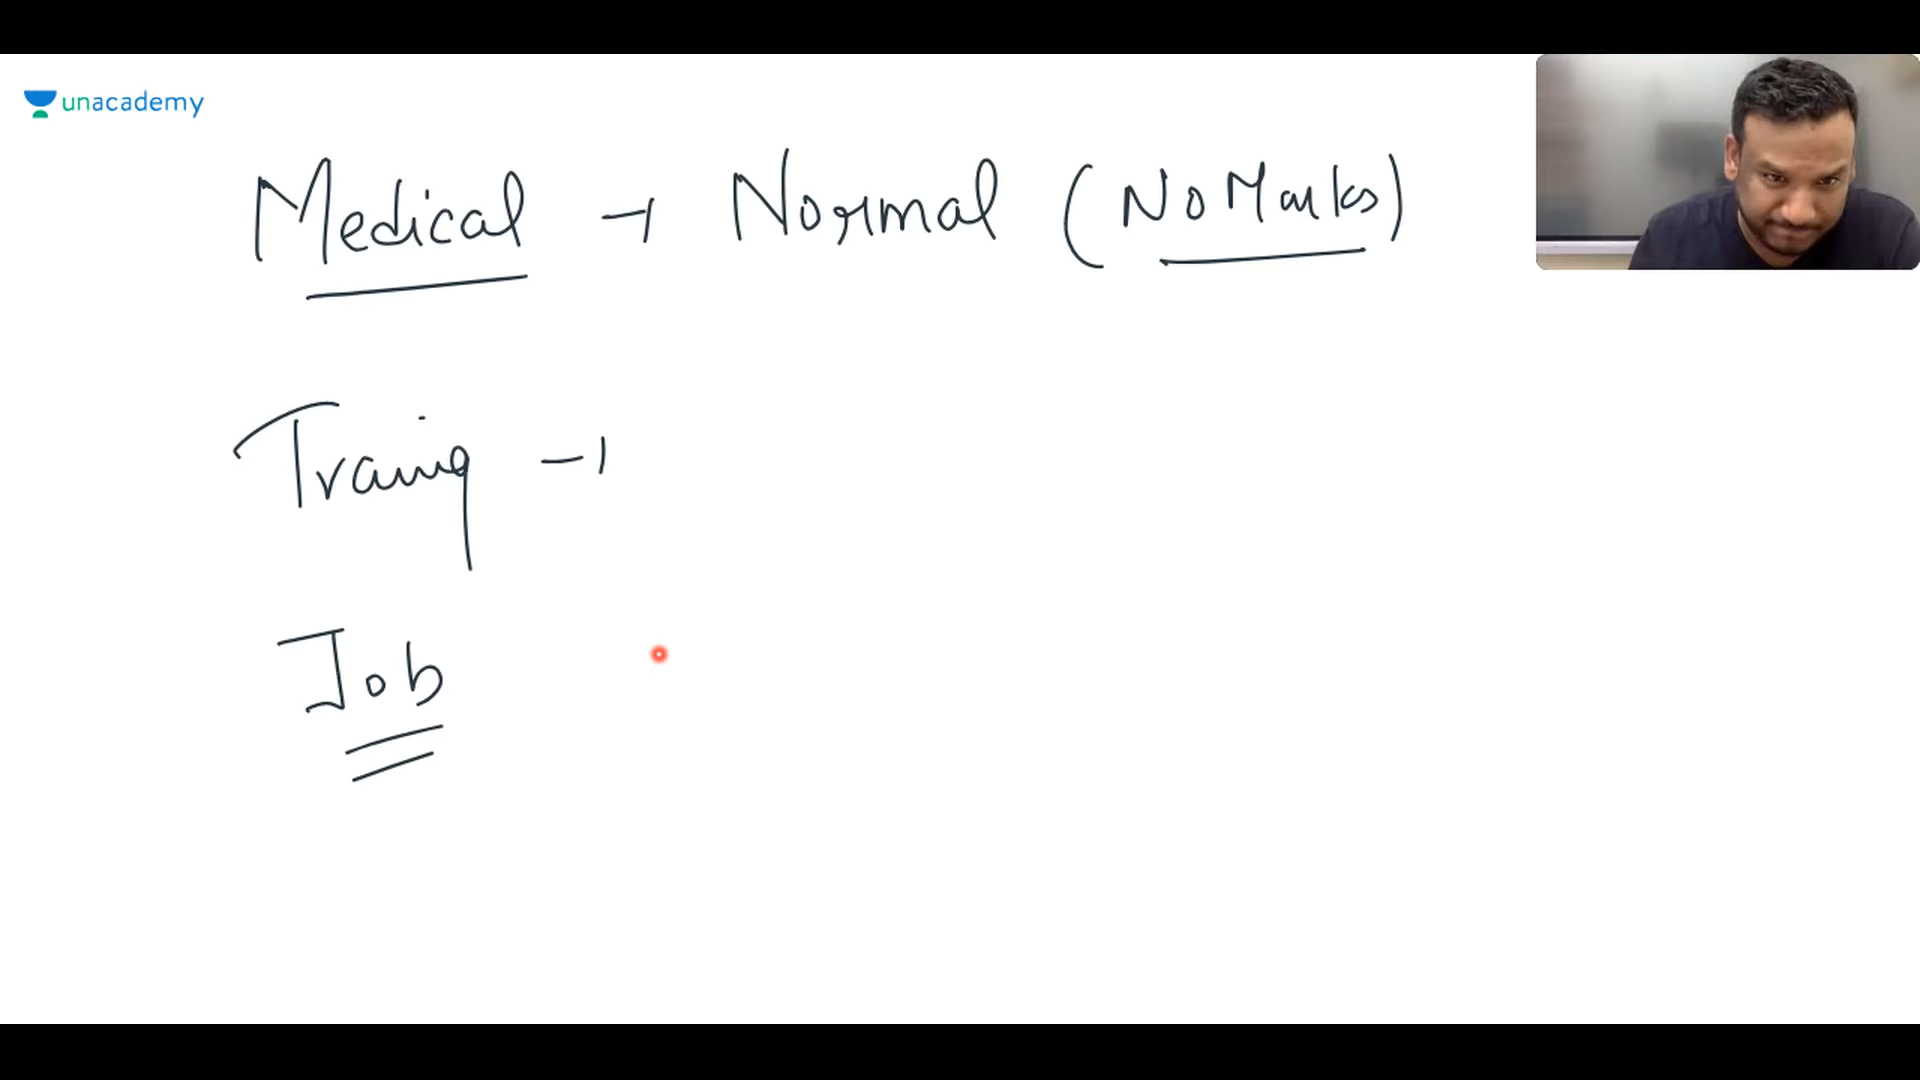 unacademy
Medical → Normal (No Marks)
Traing →
Job